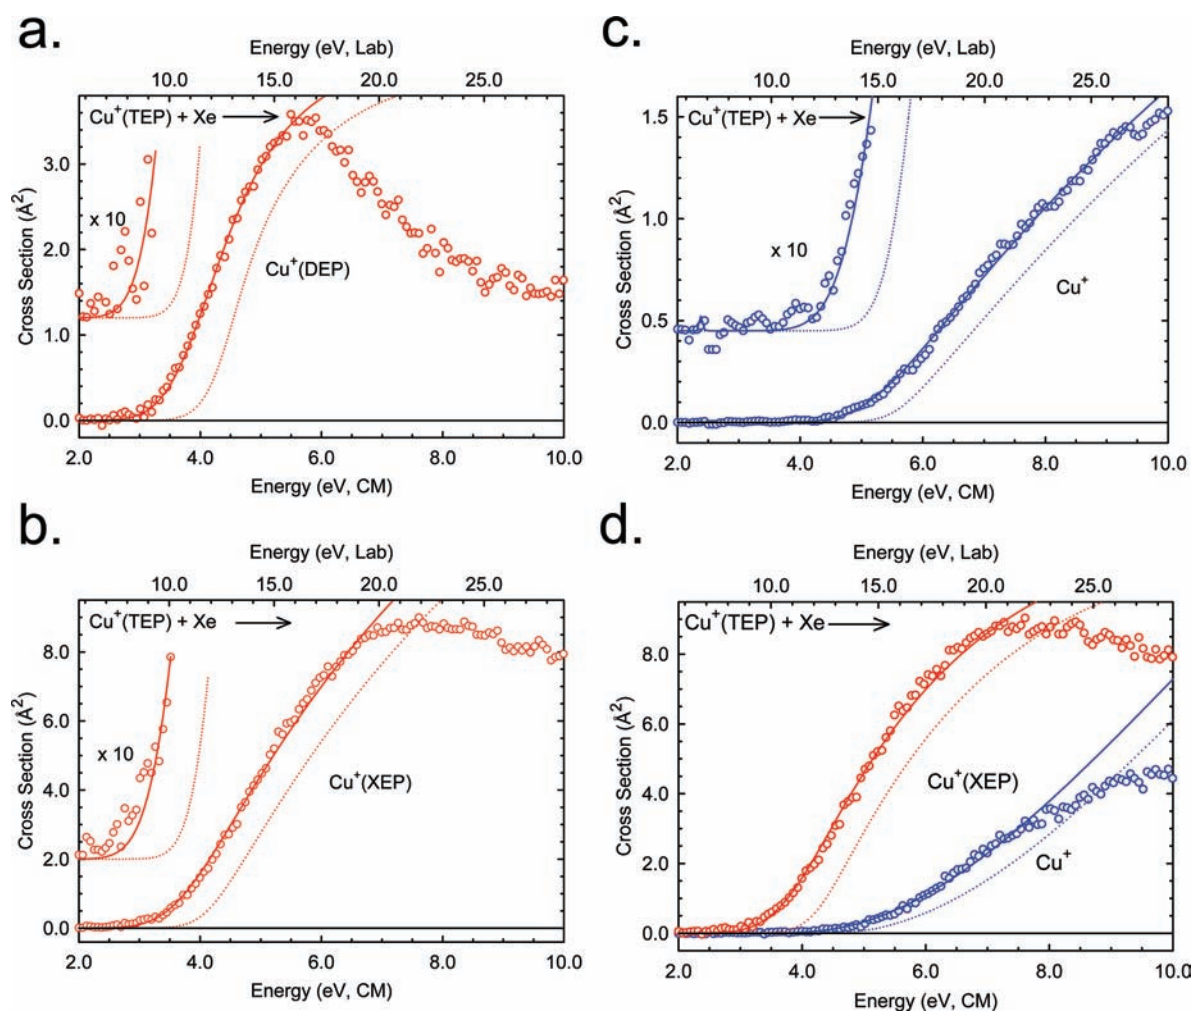 a.
Energy (eV, Lab)
10.0 15.0 20.0 25.0
Cu⁺(TEP) + Xe
3.0
x 10
2.0
Cu⁺(DEP)
1.0
0.0
Cross Section (Å²)
2.0 4.0 6.0 8.0 10.0
Energy (eV, CM)
c.
Energy (eV, Lab)
10.0 15.0 20.0 25.0
1.5
Cu⁺(TEP) + Xe
1.0
x 10
Cu⁺
0.5
0.0
Cross Section (Å²)
2.0 4.0 6.0 8.0 10.0
Energy (eV, CM)
b.
Energy (eV, Lab)
10.0 15.0 20.0 25.0
Cu⁺(TEP) + Xe
8.0
6.0
x 10
Cu⁺(XEP)
4.0
2.0
0.0
Cross Section (Å²)
2.0 4.0 6.0 8.0 10.0
Energy (eV, CM)
d.
Energy (eV, Lab)
10.0 15.0 20.0 25.0
Cu⁺(TEP) + Xe
8.0
6.0
Cu⁺(XEP)
4.0
2.0
Cu⁺
0.0
Cross Section (Å²)
2.0 4.0 6.0 8.0 10.0
Energy (eV, CM)